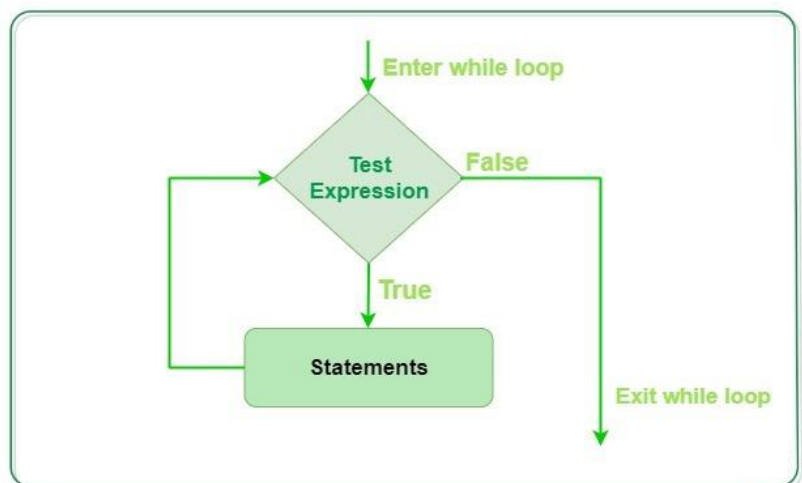 Enter while loop
Test
Expression
False
True
Statements
Exit while loop